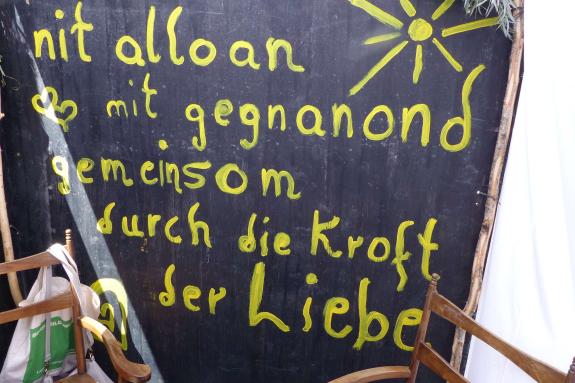 nit alloan
mit gegnanond
gemeinsom
durch die Kroft
der Liebe